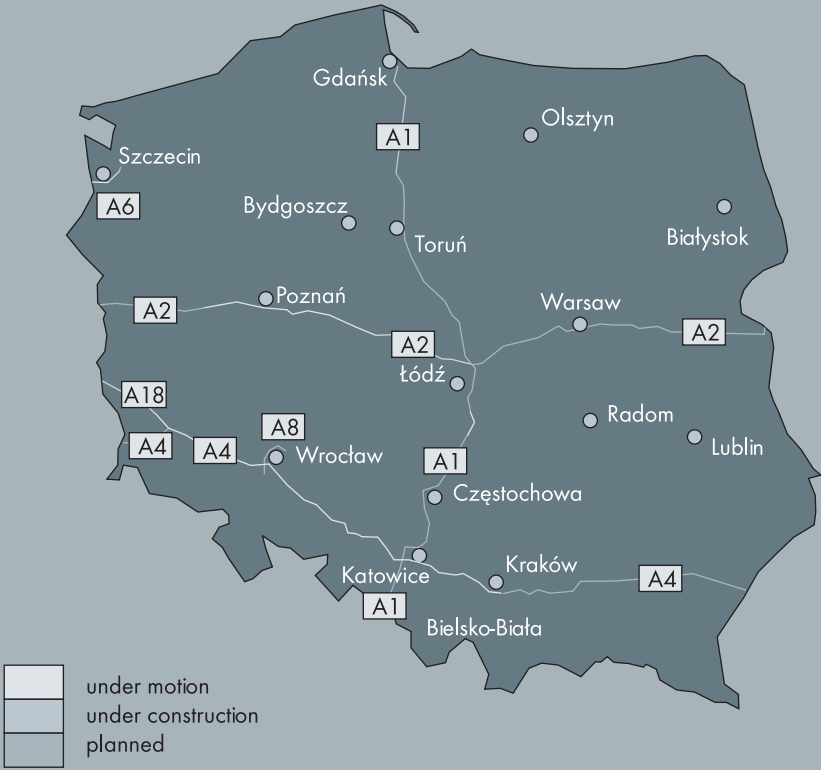 Gdańsk
A1
Olsztyn
Szczecin
A6
Bydgoszcz
Toruń
Białystok
Poznań
A2
Warsaw
A2
A2
Łódź
A18
A8
Radom
A4
A4
Wrocław
A1
Lublin
Częstochowa
Kraków
Katowice
A4
A1
Bielsko-Biała
under motion
under construction
planned